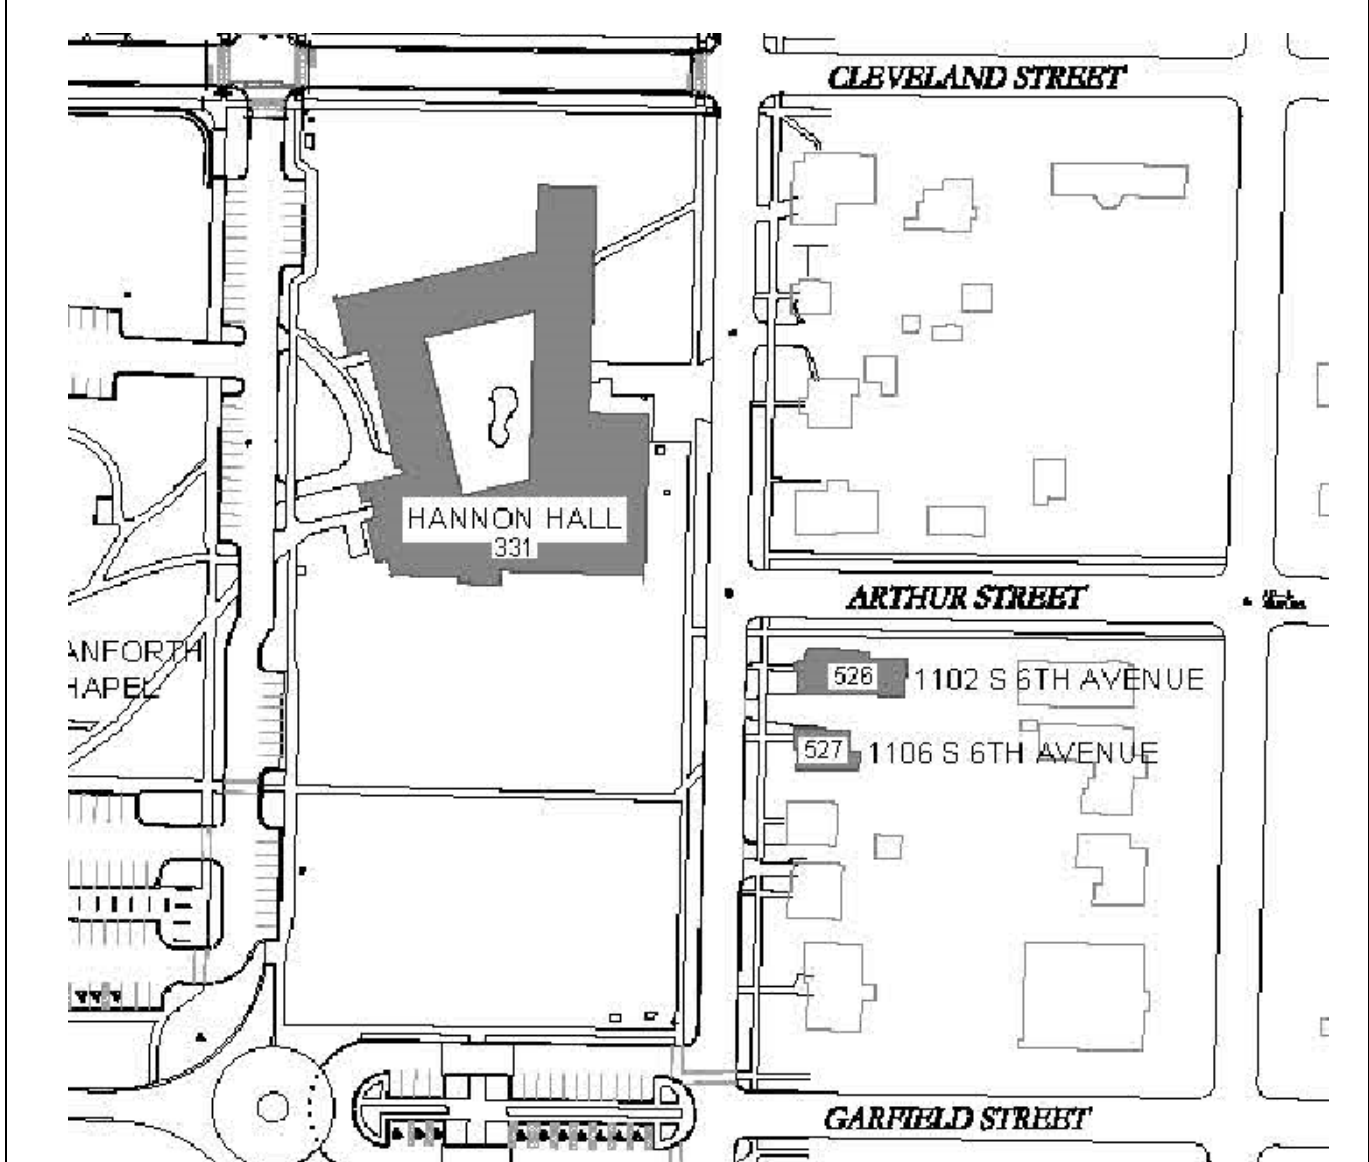 CLEVELAND STREET
HANNON HALL
331
ARTHUR STREET
ANFORTH
HAPEL
526
1102 S 6TH AVENUE
527
1106 S 6TH AVENUE
GARFIELD STREET